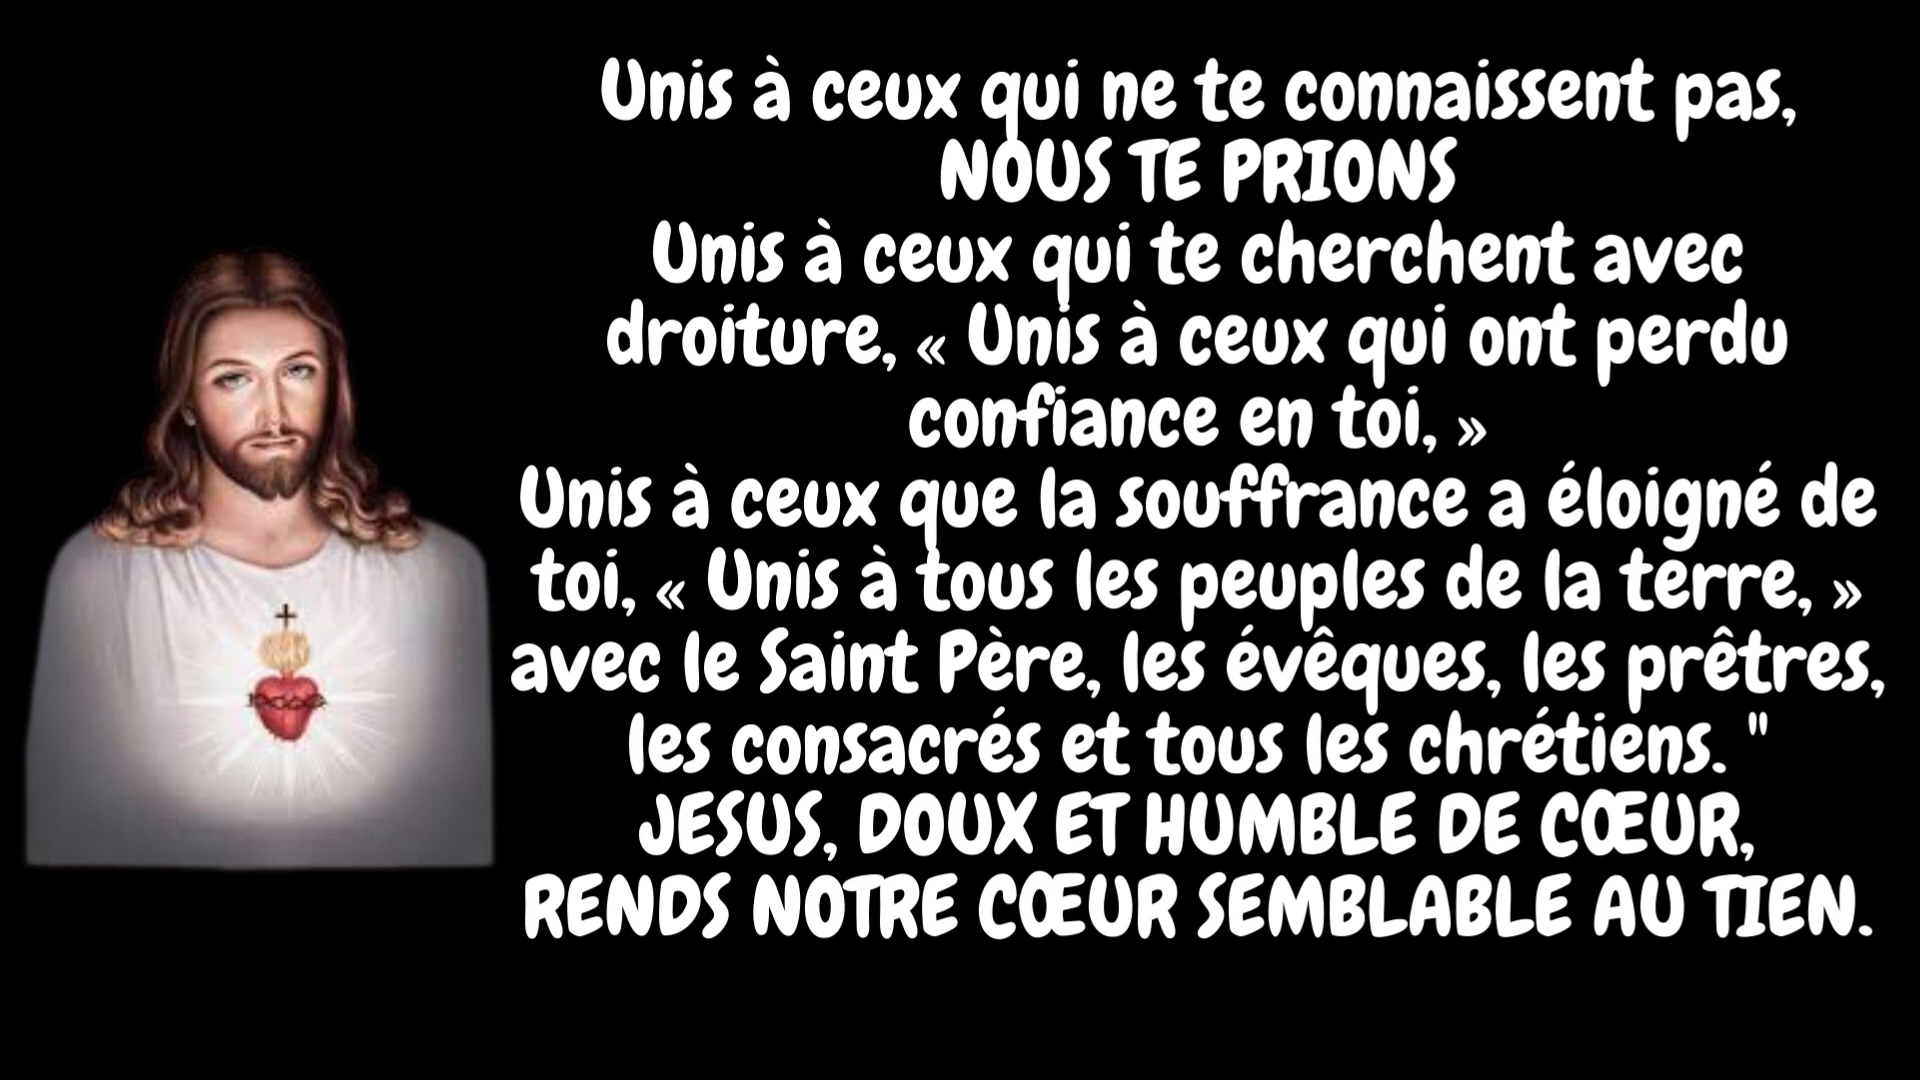 Unis à ceux qui ne te connaissent pas,
NOUS TE PRIONS
Unis à ceux qui te cherchent avec
droiture, « Unis à ceux qui ont perdu
confiance en toi, »
Unis à ceux que la souffrance a éloigné de
toi, « Unis à tous les peuples de la terre, »
avec le Saint Père, les évêques, les prêtres,
les consacrés et tous les chrétiens. "
JESUS, DOUX ET HUMBLE DE CŒUR,
RENDS NOTRE CŒUR SEMBLABLE AU TIEN.